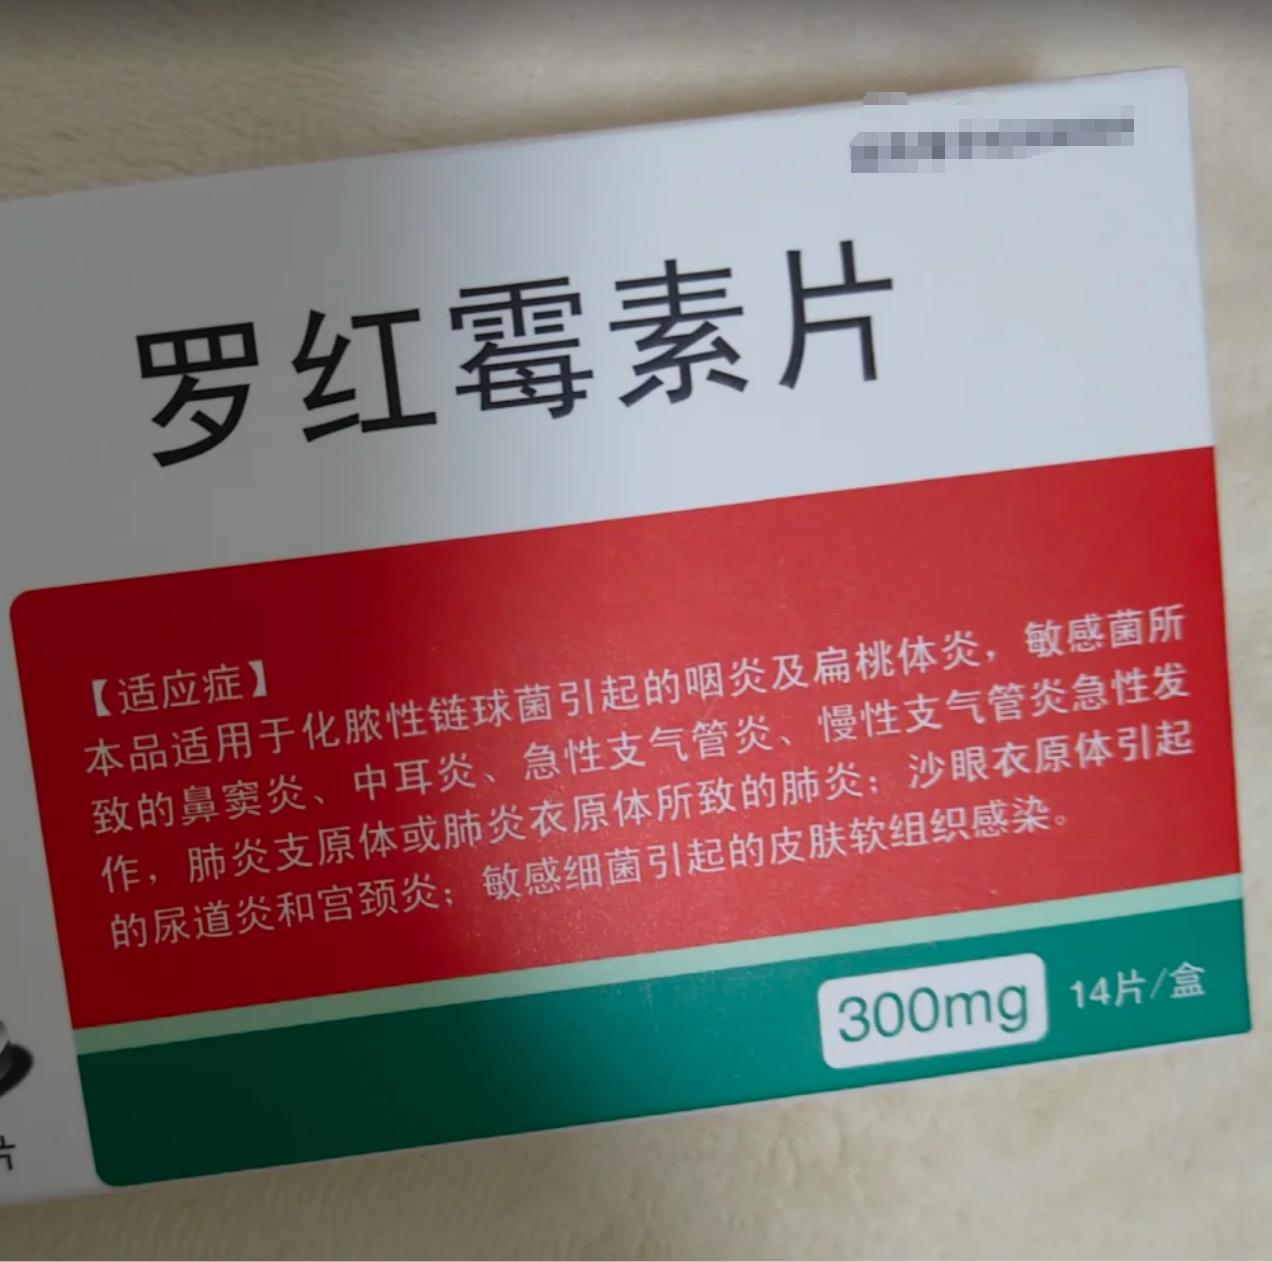 罗红霉素片
【适应症】
本品适用于化脓性链球菌引起的咽炎及扁桃体炎，敏感菌所
致的鼻窦炎、中耳炎、急性支气管炎、慢性支气管炎急性发
作，肺炎支原体或肺炎衣原体所致的肺炎；沙眼衣原体引起
的尿道炎和宫颈炎；敏感细菌引起的皮肤软组织感染。
300mg 14片/盒
片